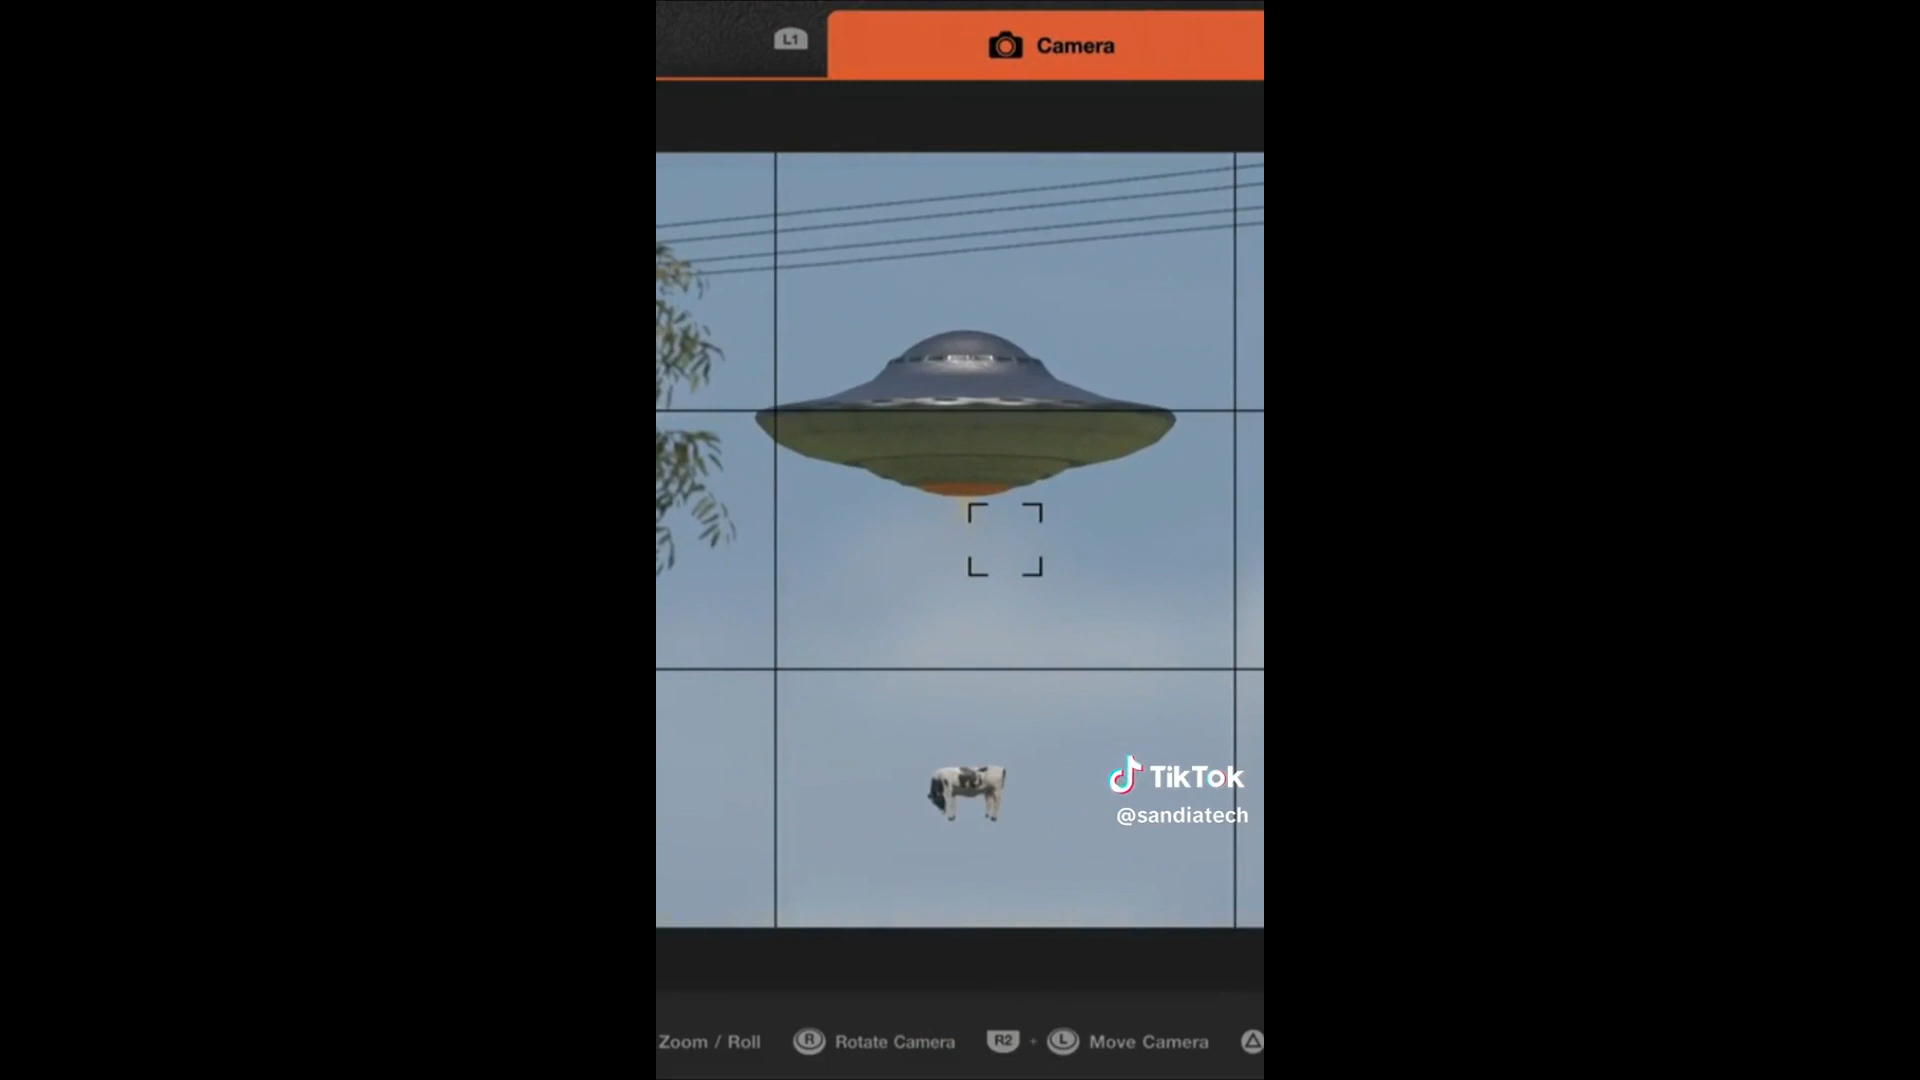 L1
Camera
TikTok
@sandiatech
Zoom / Roll
R Rotate Camera
R2 + L Move Camera